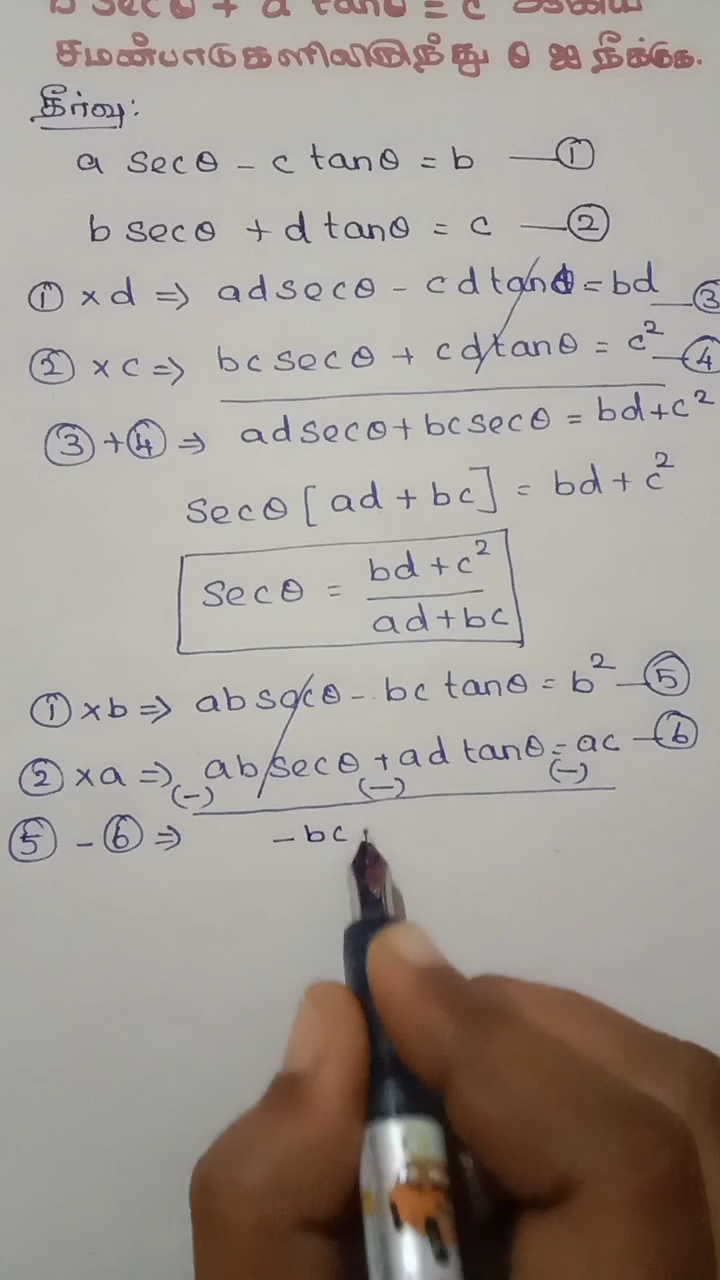 b secθ + d tanθ = c ஆகிய
சமன்பாடுகளிலிருந்து θ ஐ நீக்குக.
தீர்வு:
a secθ - c tanθ = b —①
b secθ + d tanθ = c —②
① × d ⇒ ad secθ - cd tanθ = bd —③
② × c ⇒ bc secθ + cd tanθ = c² —④
③ + ④ ⇒ ad secθ + bc secθ = bd + c²
secθ [ad + bc] = bd + c²
secθ = (bd + c²)/(ad + bc)
① × b ⇒ ab secθ - bc tanθ = b² —⑤
② × a ⇒ ab secθ + ad tanθ = ac —⑥
(-) (-) (-)
⑤ - ⑥ ⇒ - bc